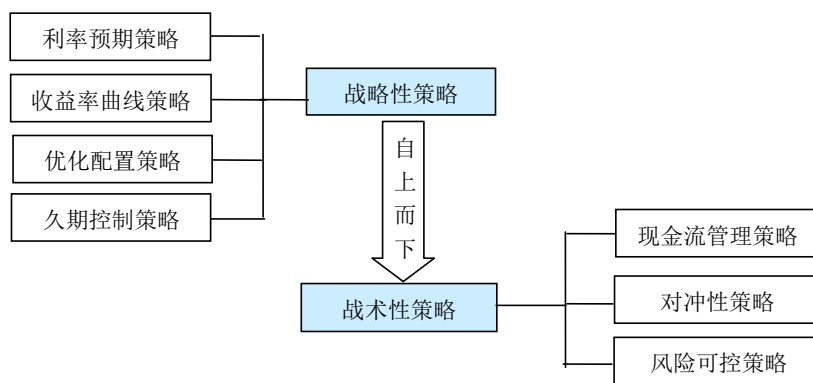 利率预期策略
收益率曲线策略
优化配置策略
久期控制策略
战略性策略
自
上
而
下
战术性策略
现金流管理策略
对冲性策略
风险可控策略